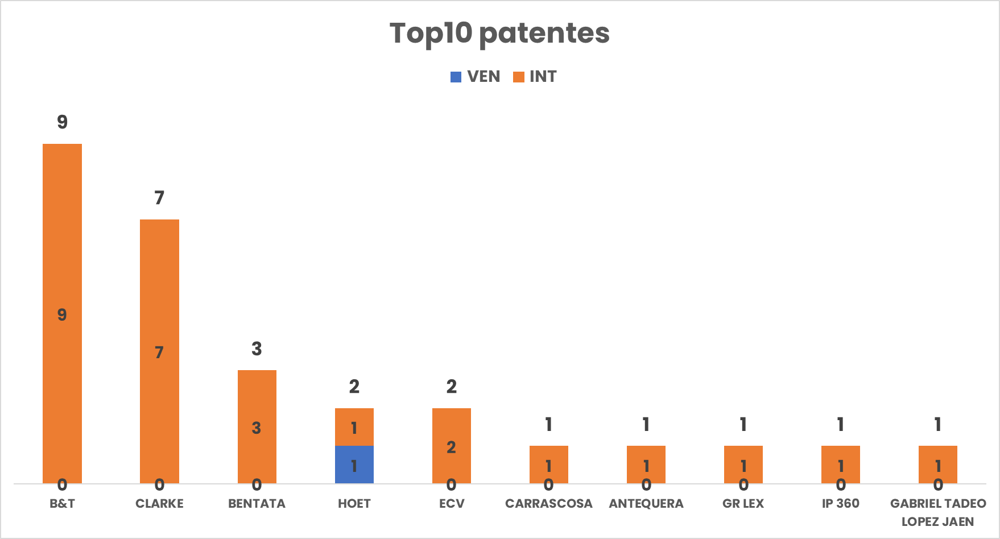 Top10 patentes
VEN INT
9
7
3
2
2
1
1
1
1
1
9
7
3
1
2
1
1
1
1
1
0
0
0
1
0
0
0
0
0
0
B&T
CLARKE
BENTATA
HOET
ECV
CARRASCOSA
ANTEQUERA
GR LEX
IP 360
GABRIEL TADEO
LOPEZ JAEN